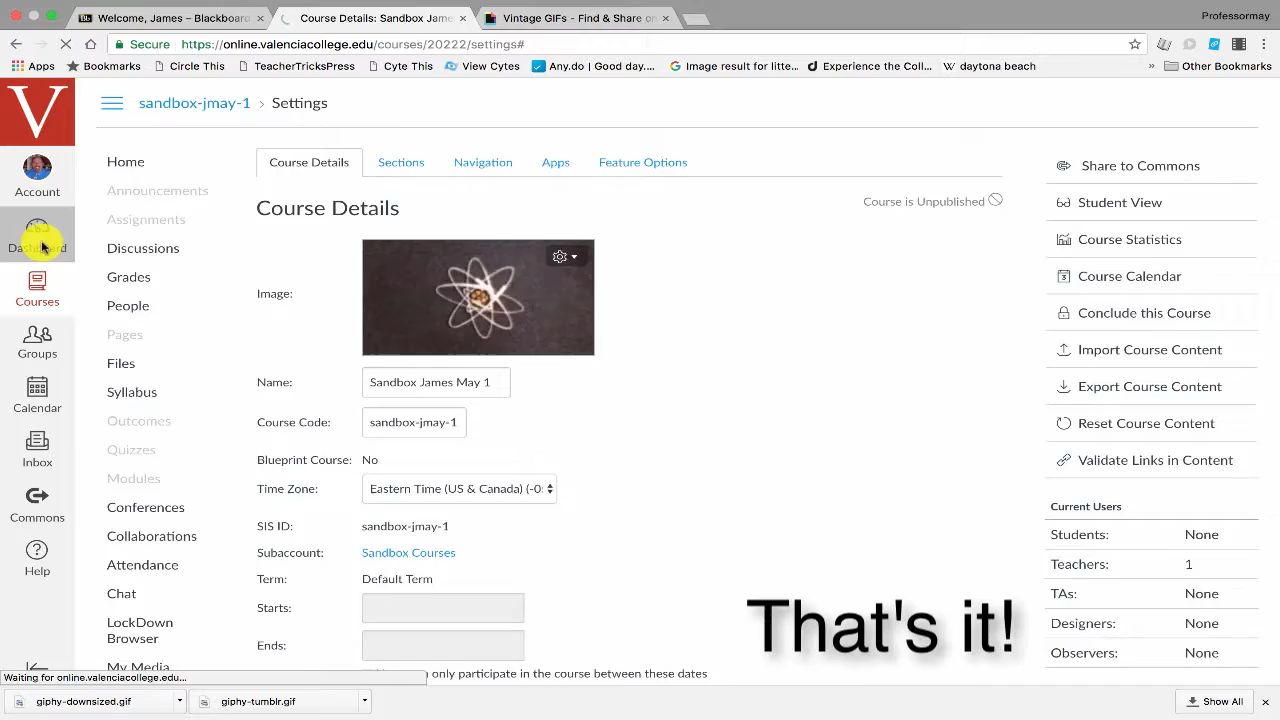 Welcome, James – Blackboard
Course Details: Sandbox James
Vintage GIFs - Find & Share on
Professormay
Secure https://online.valenciacollege.edu/courses/20222/settings#
Apps Bookmarks Circle This TeacherTricksPress Cyte This View Cytes Any.do | Good day.... Image result for litte... Experience the Coll... daytona beach » Other Bookmarks
V
Account
Dashboard
Courses
Groups
Calendar
Inbox
Commons
Help
sandbox-jmay-1 › Settings
Home
Announcements
Assignments
Discussions
Grades
People
Pages
Files
Syllabus
Outcomes
Quizzes
Modules
Conferences
Collaborations
Attendance
Chat
LockDown
Browser
My Media
Course Details Sections Navigation Apps Feature Options
Course Details
Course is Unpublished
Image:
Name: Sandbox James May 1
Course Code: sandbox-jmay-1
Blueprint Course: No
Time Zone: Eastern Time (US & Canada) (-0
SIS ID: sandbox-jmay-1
Subaccount: Sandbox Courses
Term: Default Term
Starts:
Ends:
only participate in the course between these dates
Share to Commons
Student View
Course Statistics
Course Calendar
Conclude this Course
Import Course Content
Export Course Content
Reset Course Content
Validate Links in Content
Current Users
Students: None
Teachers: 1
TAs: None
Designers: None
Observers: None
That's it!
Waiting for online.valenciacollege.edu...
giphy-downsized.gif
giphy-tumblr.gif
Show All